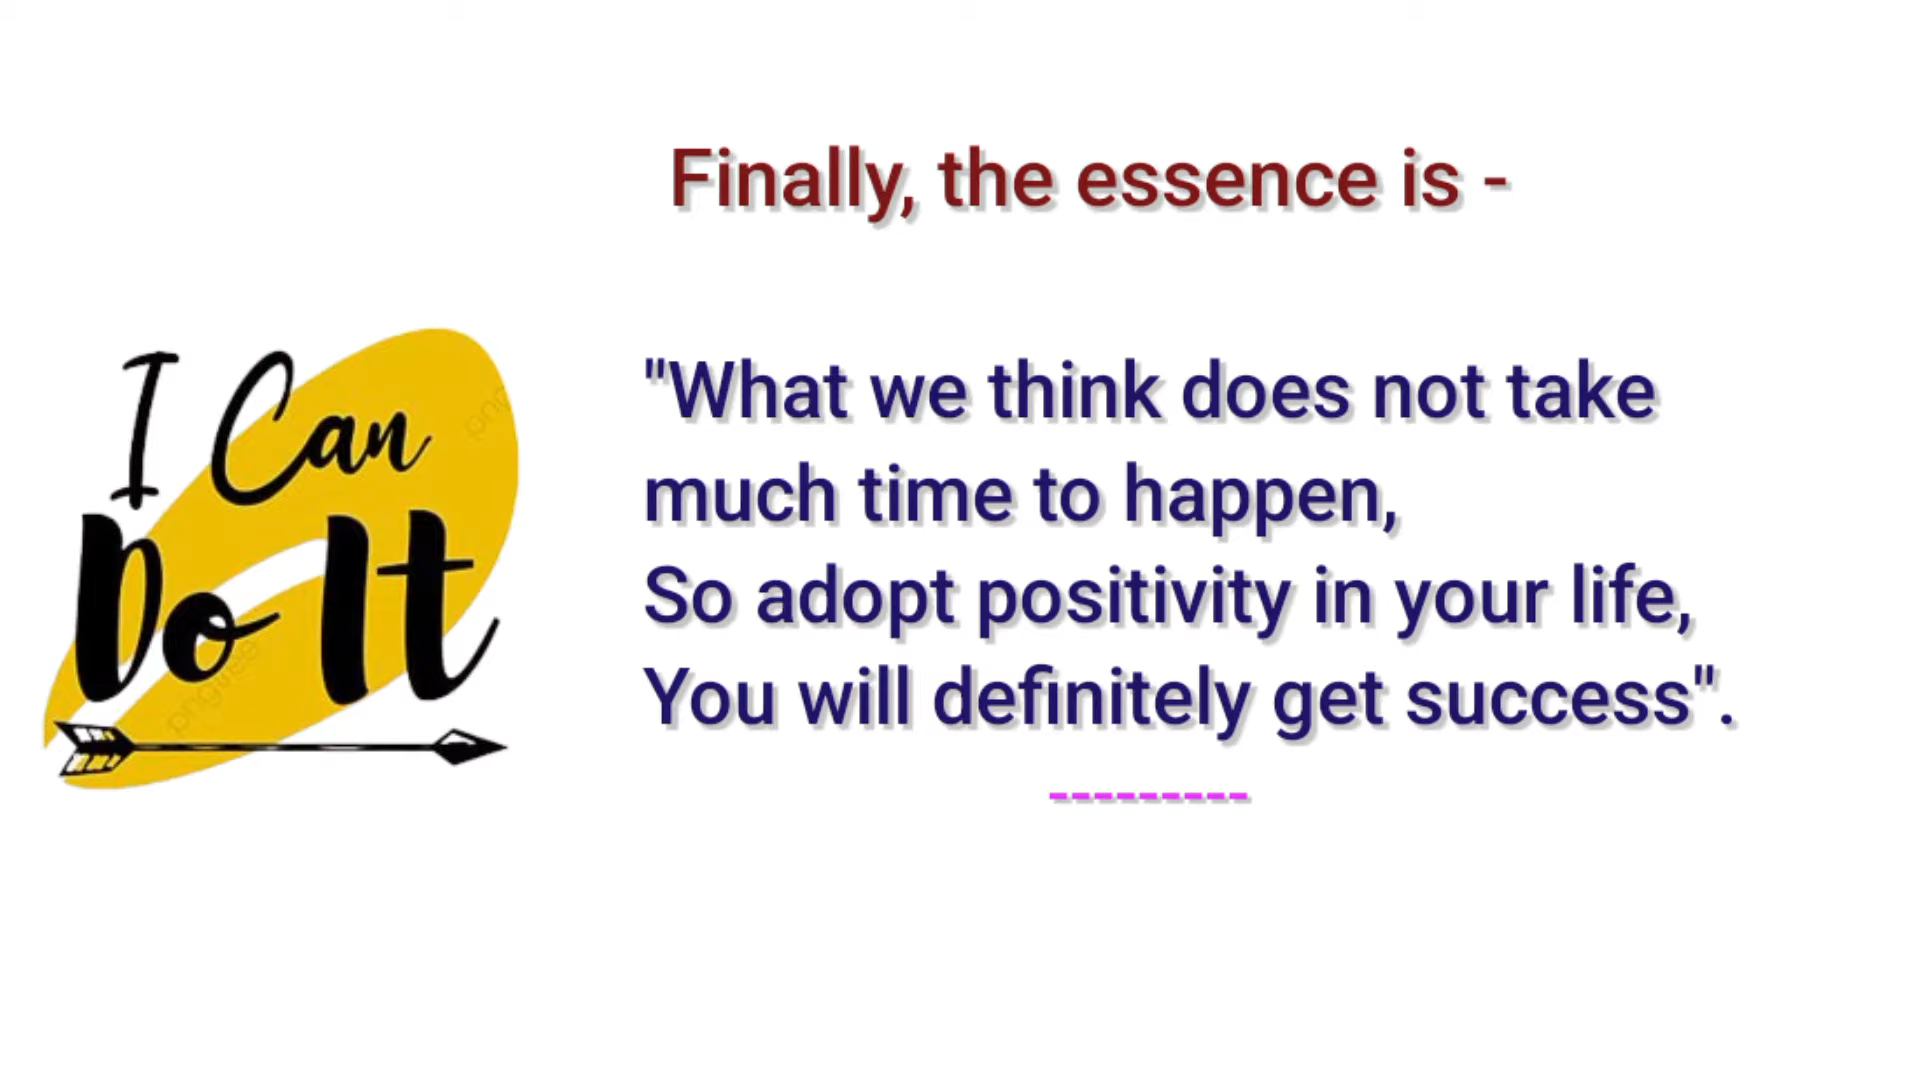 Finally, the essence is -
I Can
Do It
"What we think does not take
much time to happen,
So adopt positivity in your life,
You will definitely get success".
---------